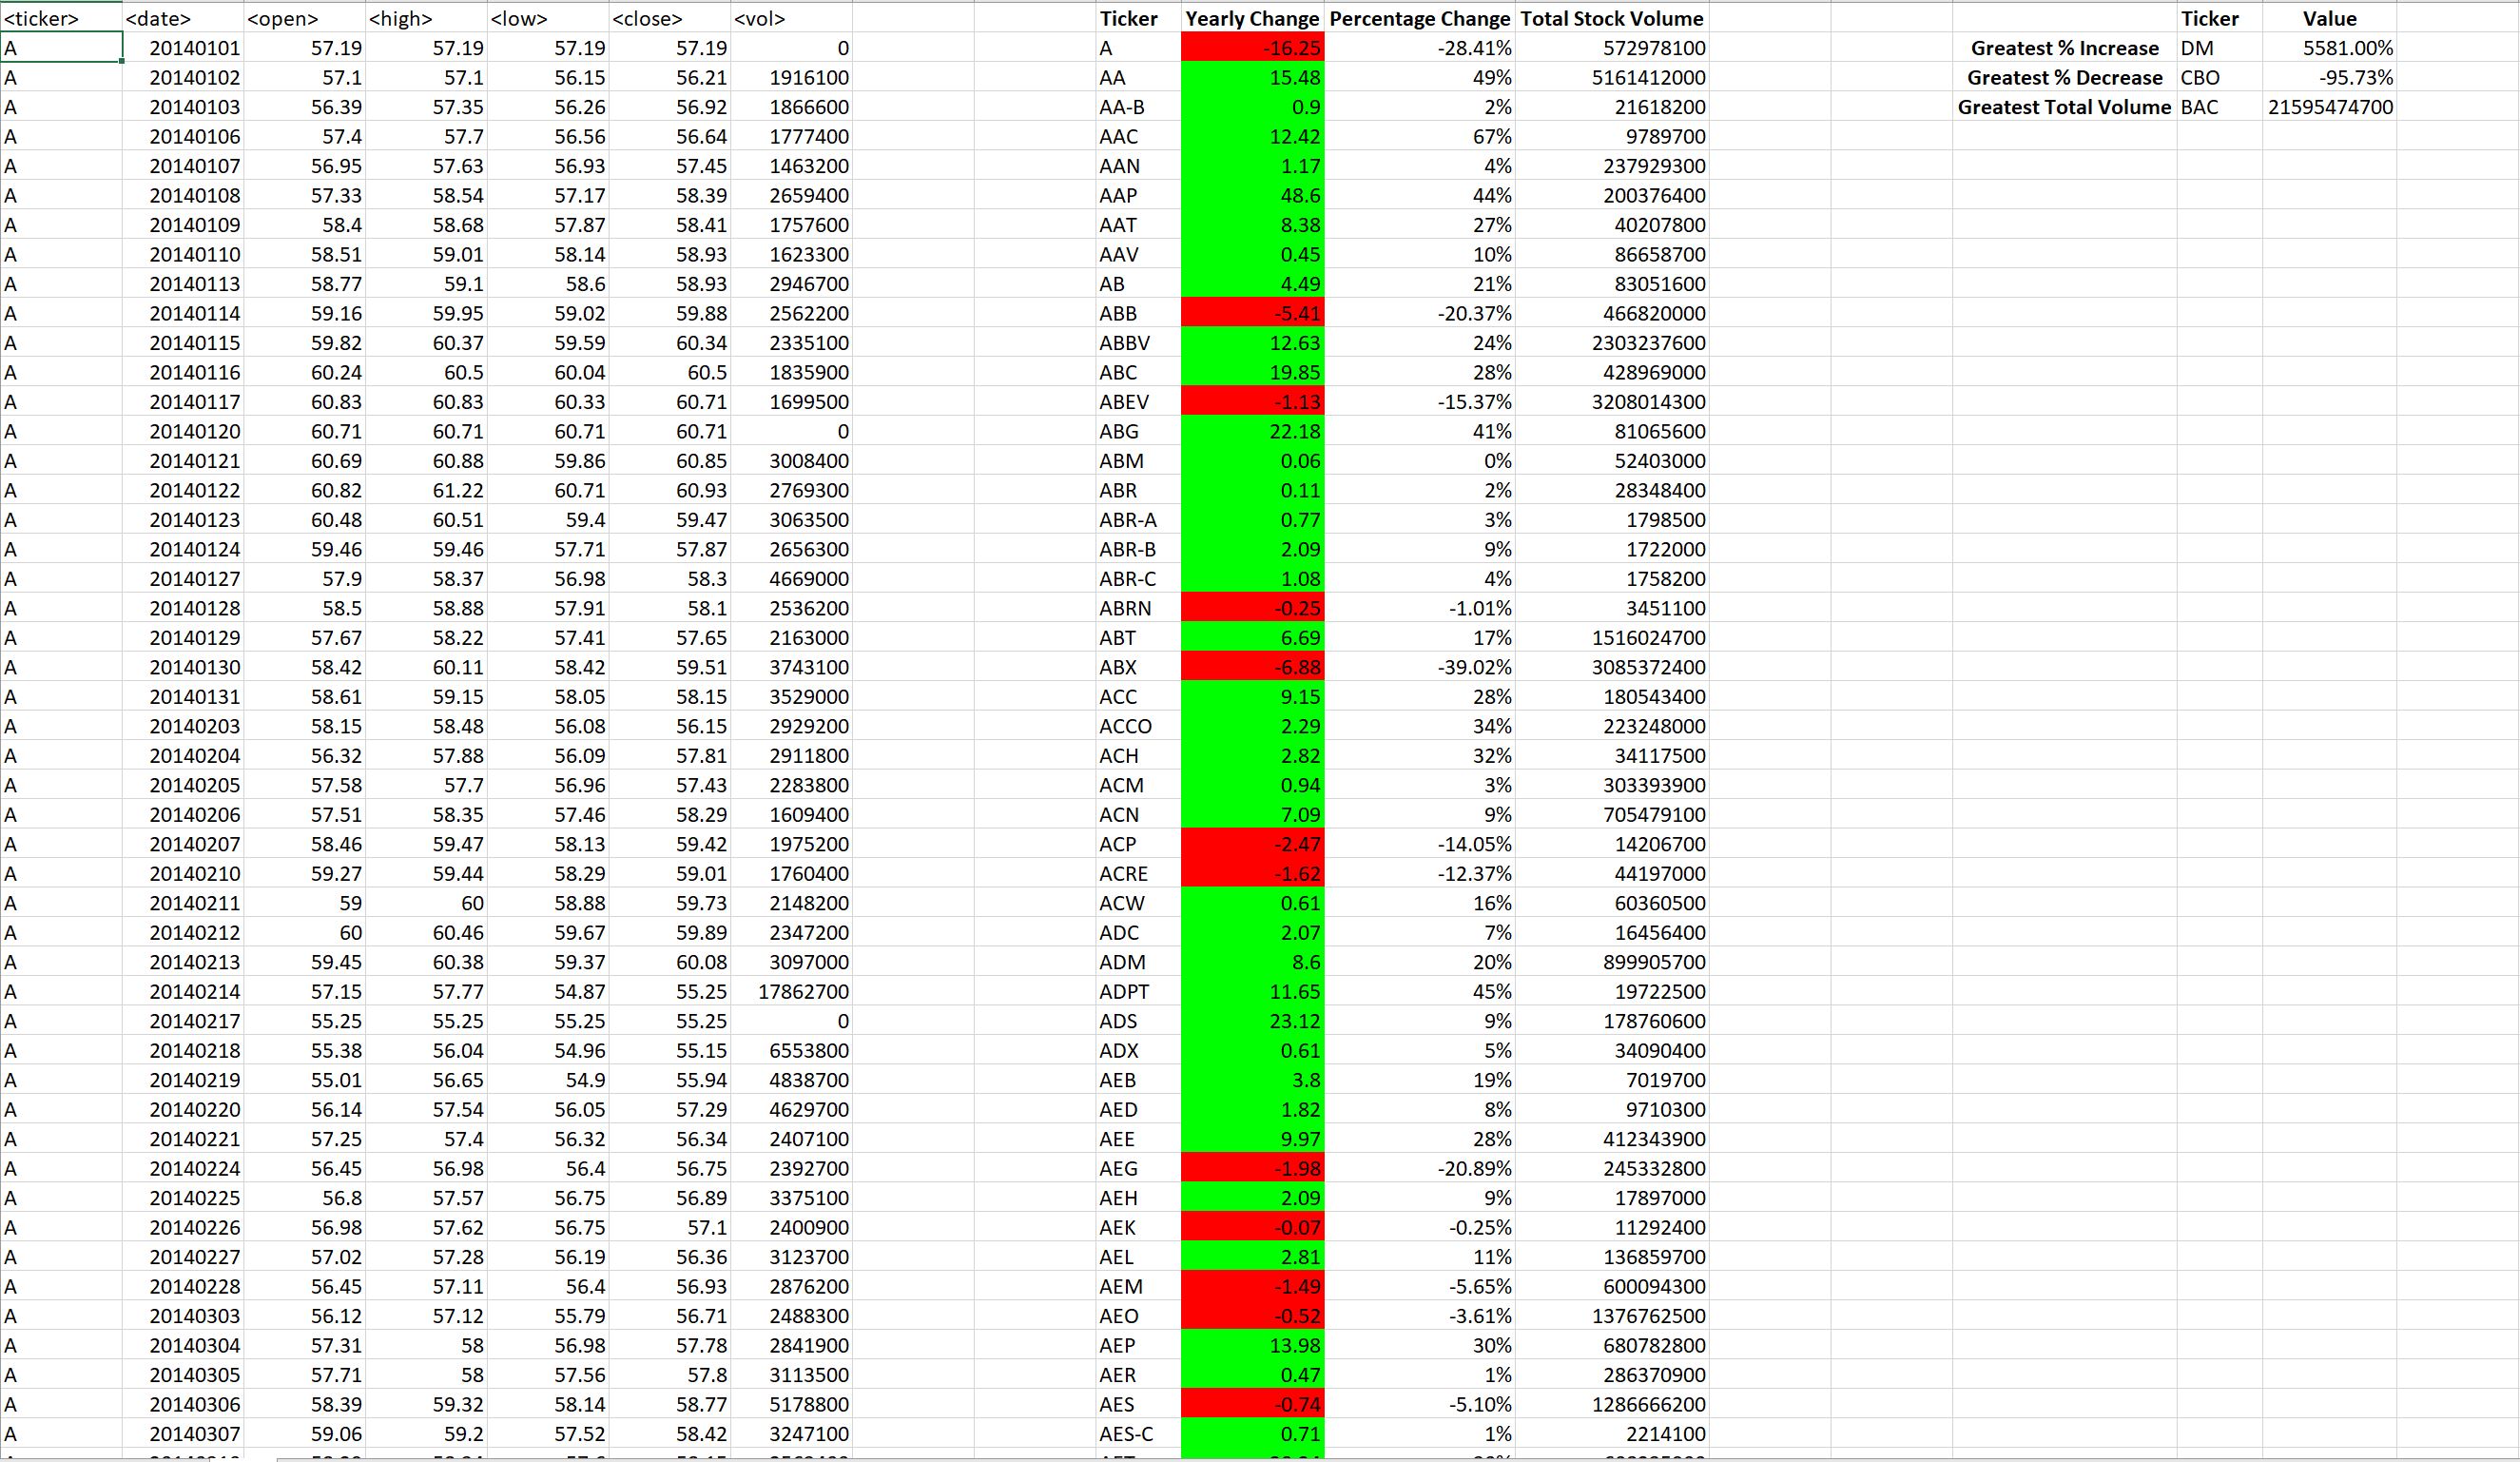 <ticker> <date> <open> <high> <low> <close> <vol> Ticker Yearly Change Percentage Change Total Stock Volume Ticker Value
A 20140101 57.19 57.19 57.19 57.19 0 A -16.25 -28.41% 572978100 Greatest % Increase DM 5581.00%
A 20140102 57.1 57.1 56.15 56.21 1916100 AA 15.48 49% 5161412000 Greatest % Decrease CBO -95.73%
A 20140103 56.39 57.35 56.26 56.92 1866600 AA-B 0.9 2% 21618200 Greatest Total Volume BAC 21595474700
A 20140106 57.4 57.7 56.56 56.64 1777400 AAC 12.42 67% 9789700
A 20140107 56.95 57.63 56.93 57.45 1463200 AAN 1.17 4% 237929300
A 20140108 57.33 58.54 57.17 58.39 2659400 AAP 48.6 44% 200376400
A 20140109 58.4 58.68 57.87 58.41 1757600 AAT 8.38 27% 40207800
A 20140110 58.51 59.01 58.14 58.93 1623300 AAV 0.45 10% 86658700
A 20140113 58.77 59.1 58.6 58.93 2946700 AB 4.49 21% 83051600
A 20140114 59.16 59.95 59.02 59.88 2562200 ABB -5.41 -20.37% 466820000
A 20140115 59.82 60.37 59.59 60.34 2335100 ABBV 12.63 24% 2303237600
A 20140116 60.24 60.5 60.04 60.5 1835900 ABC 19.85 28% 428969000
A 20140117 60.83 60.83 60.33 60.71 1699500 ABEV -1.13 -15.37% 3208014300
A 20140120 60.71 60.71 60.71 60.71 0 ABG 22.18 41% 81065600
A 20140121 60.69 60.88 59.86 60.85 3008400 ABM 0.06 0% 52403000
A 20140122 60.82 61.22 60.71 60.93 2769300 ABR 0.11 2% 28348400
A 20140123 60.48 60.51 59.4 59.47 3063500 ABR-A 0.77 3% 1798500
A 20140124 59.46 59.46 57.71 57.87 2656300 ABR-B 2.09 9% 1722000
A 20140127 57.9 58.37 56.98 58.3 4669000 ABR-C 1.08 4% 1758200
A 20140128 58.5 58.88 57.91 58.1 2536200 ABRN -0.25 -1.01% 3451100
A 20140129 57.67 58.22 57.41 57.65 2163000 ABT 6.69 17% 1516024700
A 20140130 58.42 60.11 58.42 59.51 3743100 ABX -6.88 -39.02% 3085372400
A 20140131 58.61 59.15 58.05 58.15 3529000 ACC 9.15 28% 180543400
A 20140203 58.15 58.48 56.08 56.15 2929200 ACCO 2.29 34% 223248000
A 20140204 56.32 57.88 56.09 57.81 2911800 ACH 2.82 32% 34117500
A 20140205 57.58 57.7 56.96 57.43 2283800 ACM 0.94 3% 303393900
A 20140206 57.51 58.35 57.46 58.29 1609400 ACN 7.09 9% 705479100
A 20140207 58.46 59.47 58.13 59.42 1975200 ACP -2.47 -14.05% 14206700
A 20140210 59.27 59.44 58.29 59.01 1760400 ACRE -1.62 -12.37% 44197000
A 20140211 59 60 58.88 59.73 2148200 ACW 0.61 16% 60360500
A 20140212 60 60.46 59.67 59.89 2347200 ADC 2.07 7% 16456400
A 20140213 59.45 60.38 59.37 60.08 3097000 ADM 8.6 20% 899905700
A 20140214 57.15 57.77 54.87 55.25 17862700 ADPT 11.65 45% 19722500
A 20140217 55.25 55.25 55.25 55.25 0 ADS 23.12 9% 178760600
A 20140218 55.38 56.04 54.96 55.15 6553800 ADX 0.61 5% 34090400
A 20140219 55.01 56.65 54.9 55.94 4838700 AEB 3.8 19% 7019700
A 20140220 56.14 57.54 56.05 57.29 4629700 AED 1.82 8% 9710300
A 20140221 57.25 57.4 56.32 56.34 2407100 AEE 9.97 28% 412343900
A 20140224 56.45 56.98 56.4 56.75 2392700 AEG -1.98 -20.89% 245332800
A 20140225 56.8 57.57 56.75 56.89 3375100 AEH 2.09 9% 17897000
A 20140226 56.98 57.62 56.75 57.1 2400900 AEK -0.07 -0.25% 11292400
A 20140227 57.02 57.28 56.19 56.36 3123700 AEL 2.81 11% 136859700
A 20140228 56.45 57.11 56.4 56.93 2876200 AEM -1.49 -5.65% 600094300
A 20140303 56.12 57.12 55.79 56.71 2488300 AEO -0.52 -3.61% 1376762500
A 20140304 57.31 58 56.98 57.78 2841900 AEP 13.98 30% 680782800
A 20140305 57.71 58 57.56 57.8 3113500 AER 0.47 1% 286370900
A 20140306 58.39 59.32 58.14 58.77 5178800 AES -0.74 -5.10% 1286666200
A 20140307 59.06 59.2 57.52 58.42 3247100 AES-C 0.71 1% 2214100